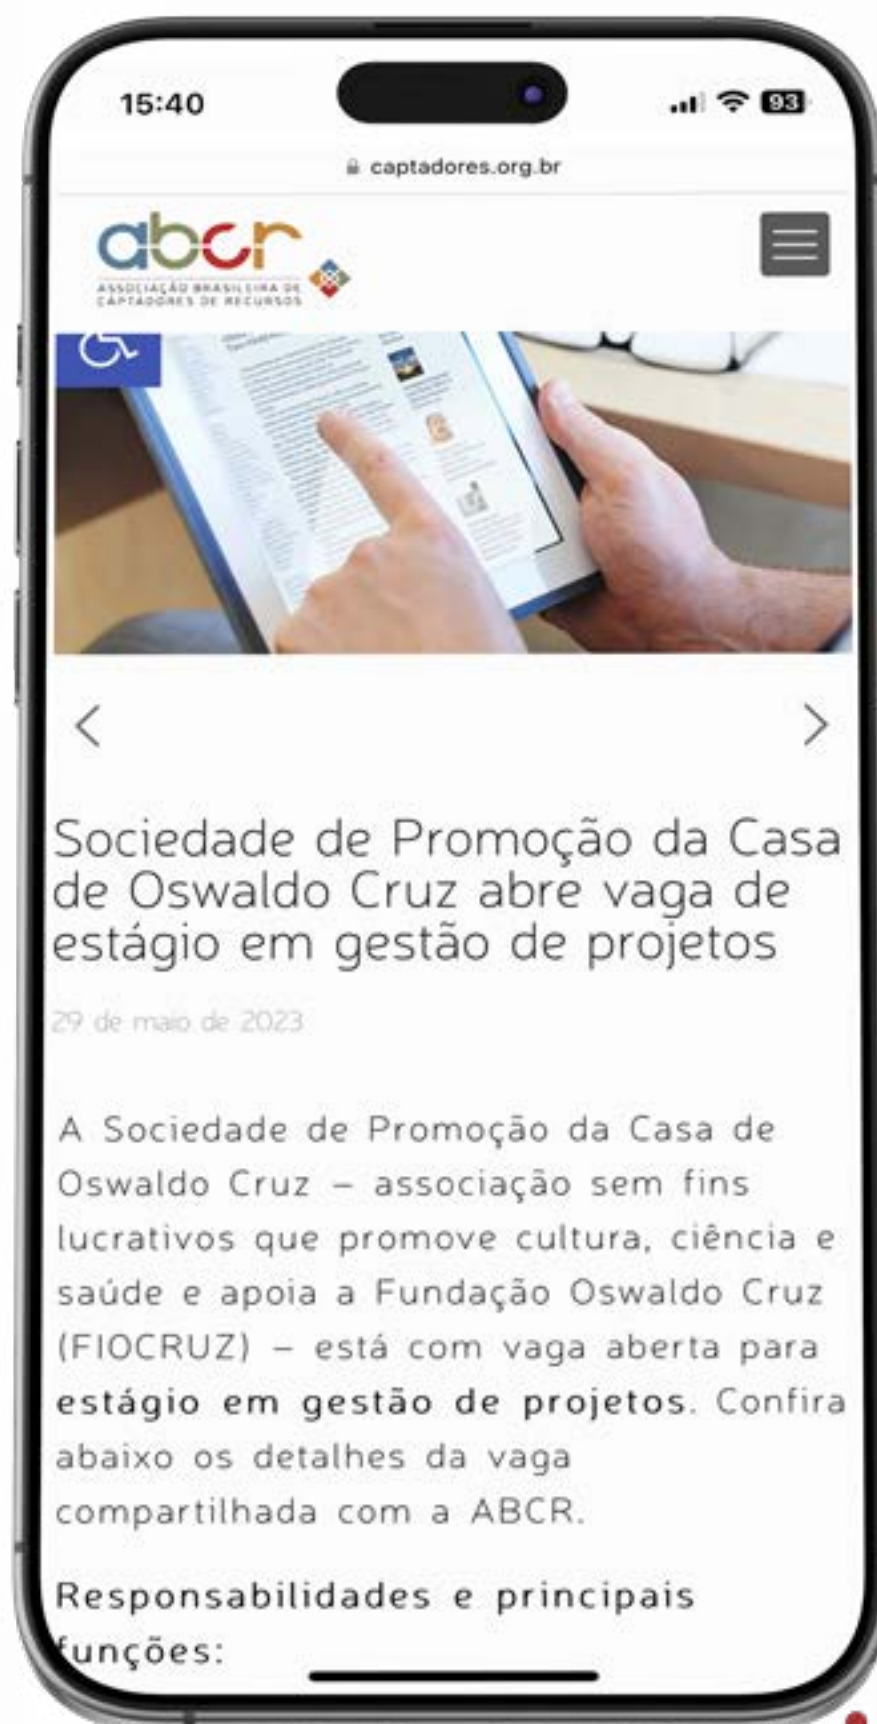 15:40
93
captadores.org.br
abcr
ASSOCIAÇÃO BRASILEIRA DE
CAPTADORES DE RECURSOS
Sociedade de Promoção da Casa
de Oswaldo Cruz abre vaga de
estágio em gestão de projetos
29 de maio de 2023
A Sociedade de Promoção da Casa de
Oswaldo Cruz – associação sem fins
lucrativos que promove cultura, ciência e
saúde e apoia a Fundação Oswaldo Cruz
(FIOCRUZ) – está com vaga aberta para
estágio em gestão de projetos. Confira
abaixo os detalhes da vaga
compartilhada com a ABCR.
Responsabilidades e principais
funções: